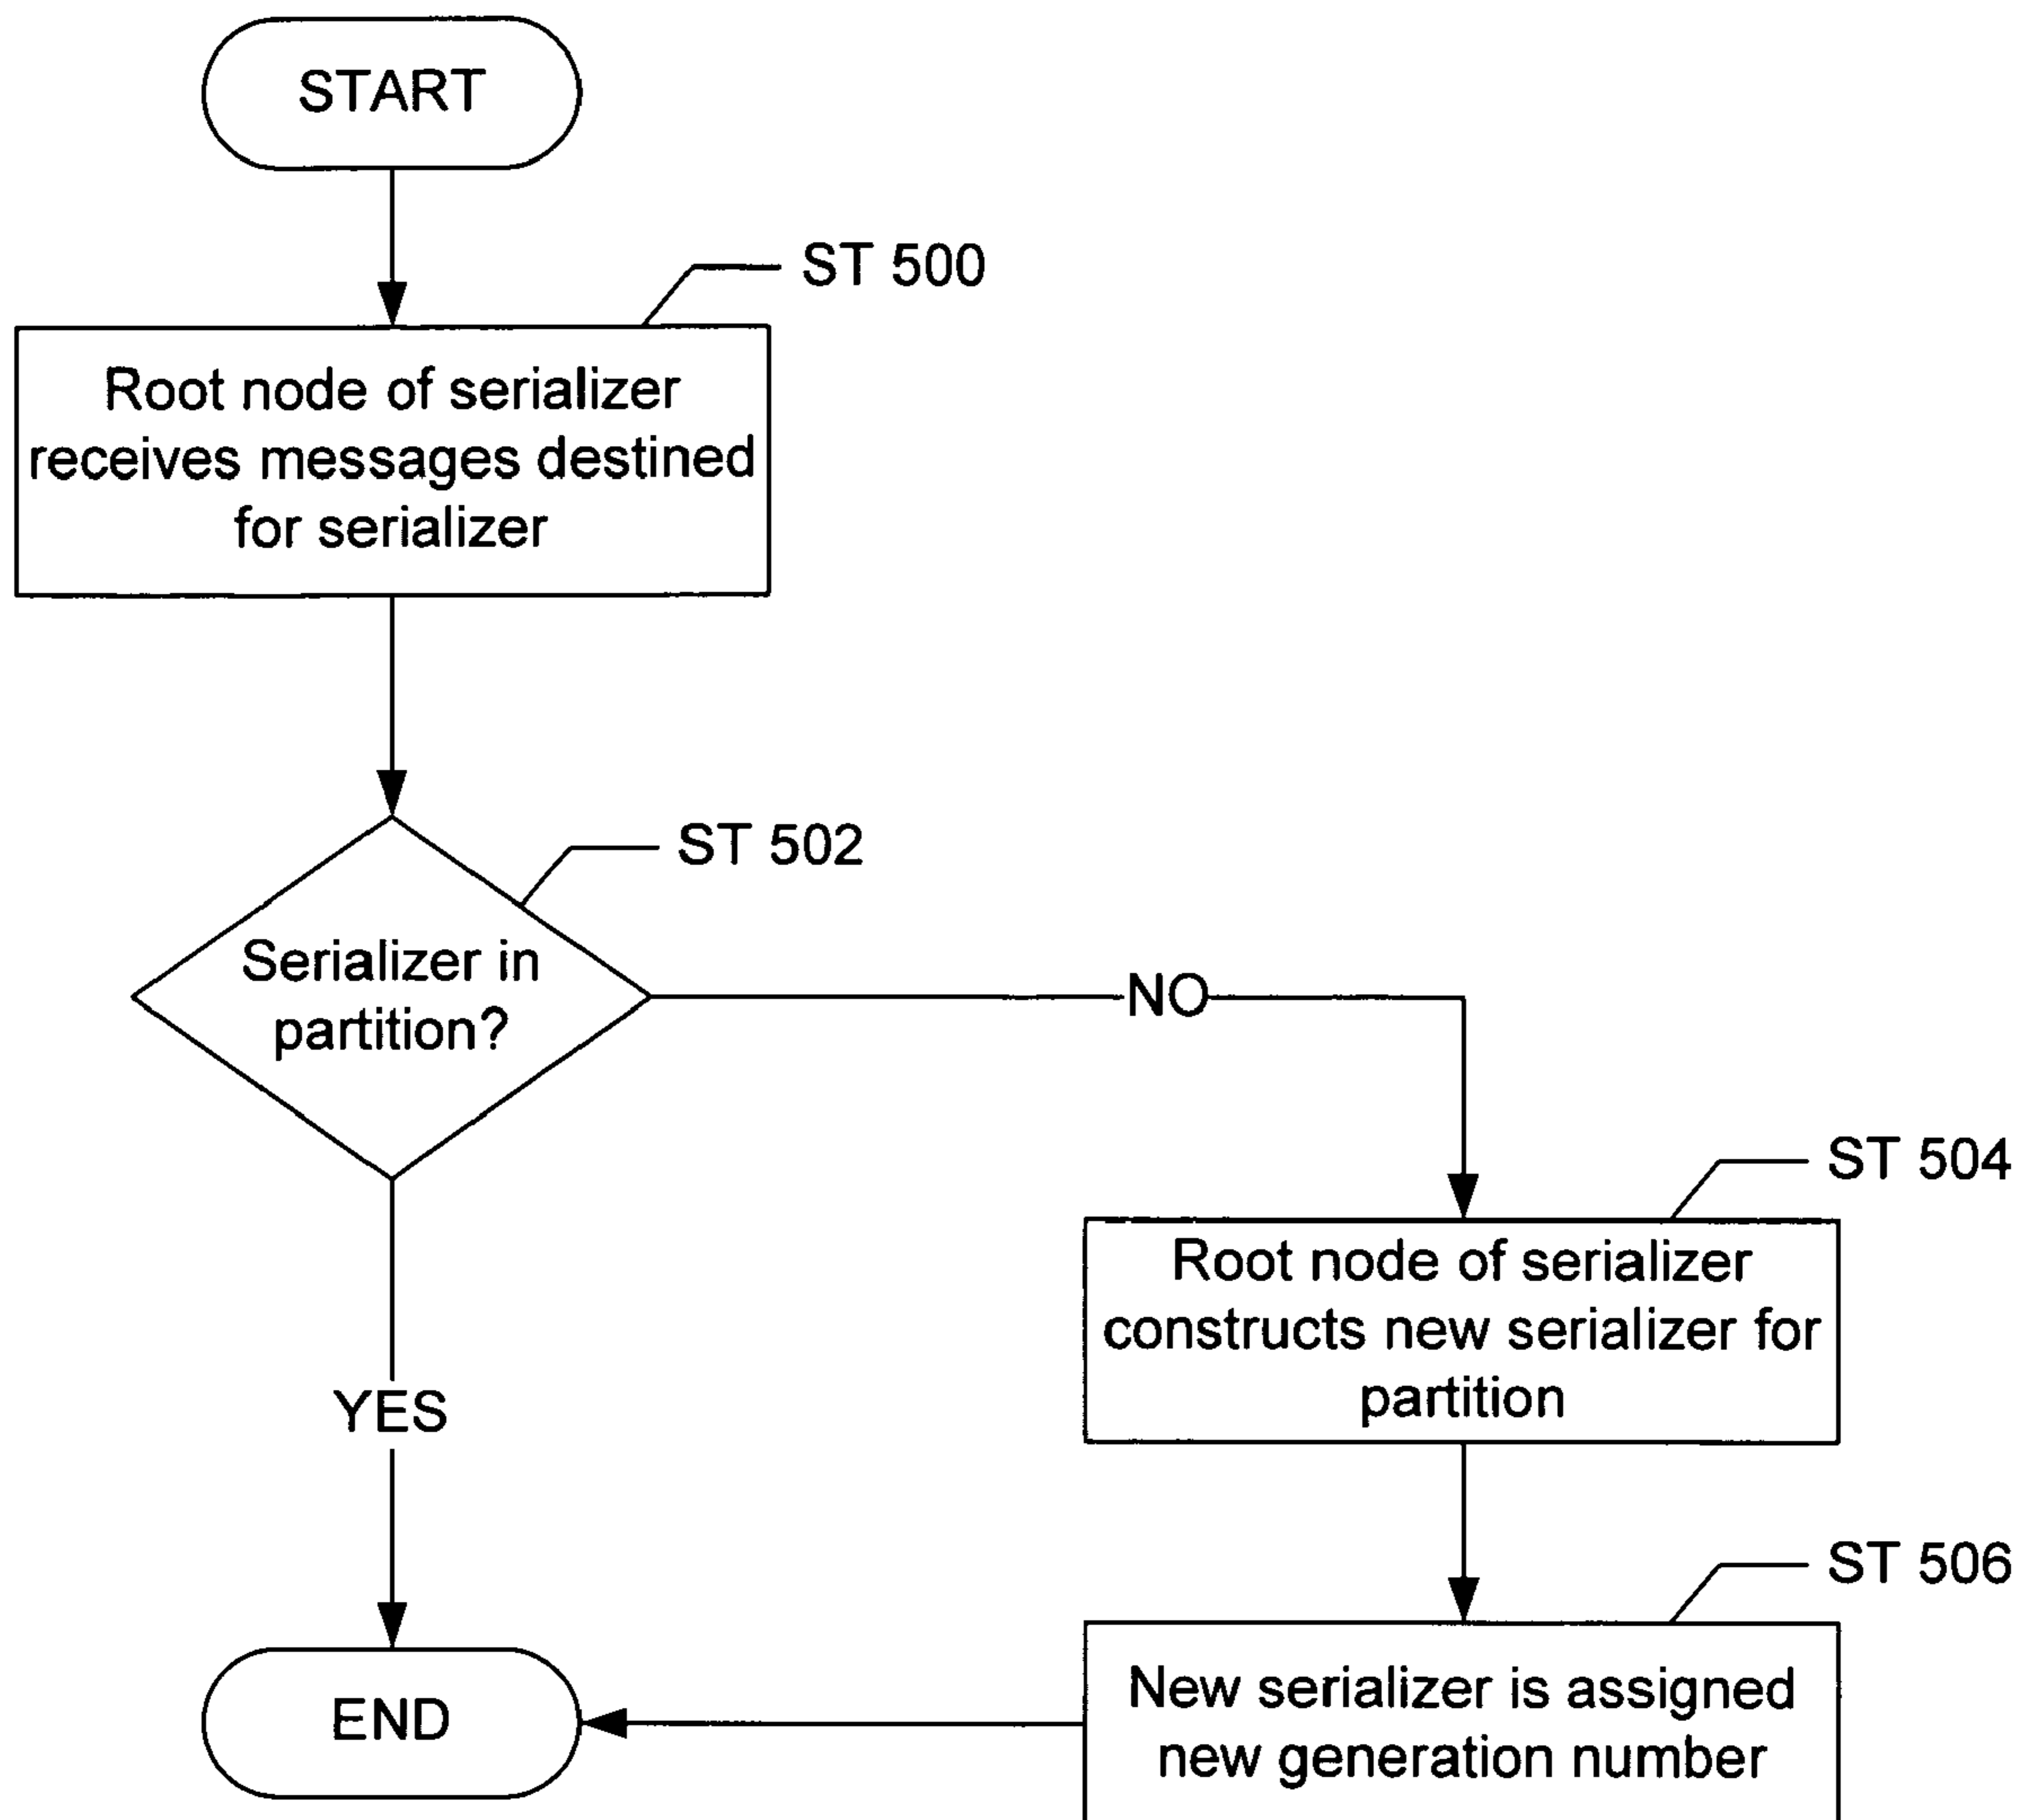 START
ST 500
Root node of serializer
receives messages destined
for serializer
ST 502
Serializer in
partition?
NO
ST 504
Root node of serializer
constructs new serializer for
partition
YES
ST 506
New serializer is assigned
new generation number
END